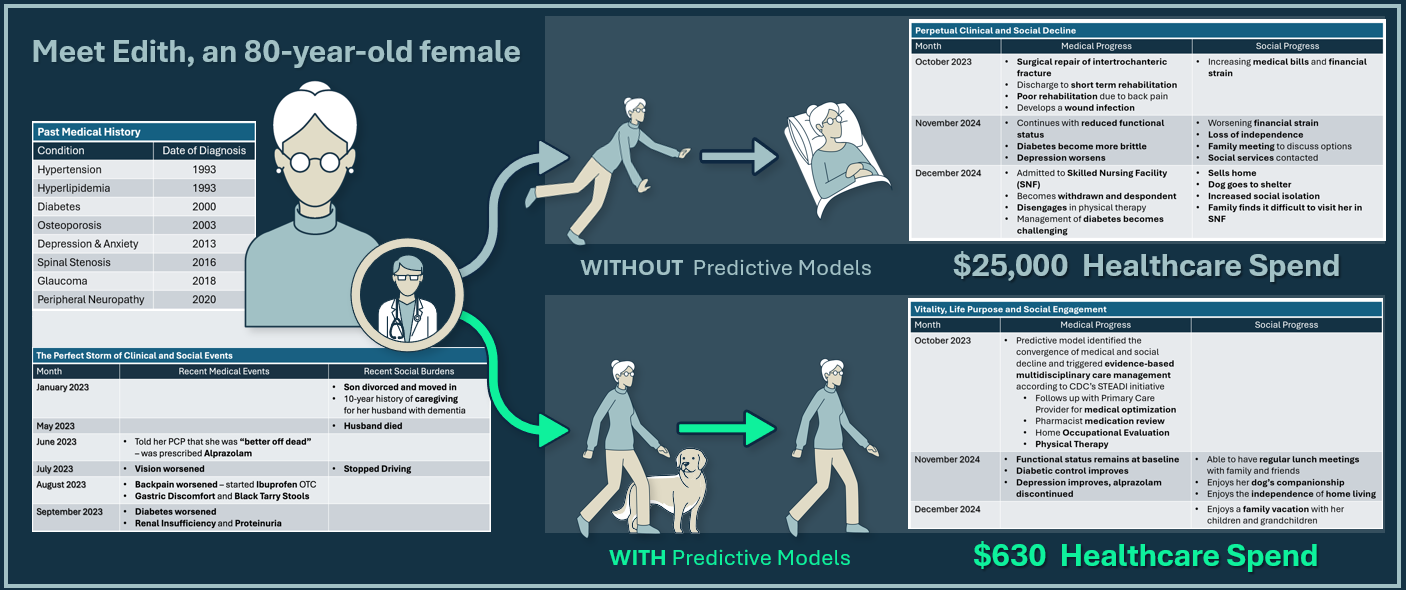 Meet Edith, an 80-year-old female
Past Medical History
Condition Date of Diagnosis
Hypertension 1993
Hyperlipidemia 1993
Diabetes 2000
Osteoporosis 2003
Depression & Anxiety 2013
Spinal Stenosis 2016
Glaucoma 2018
Peripheral Neuropathy 2020
The Perfect Storm of Clinical and Social Events
Month Recent Medical Events Recent Social Burdens
January 2023 • Son divorced and moved in
• 10-year history of caregiving
for her husband with dementia
May 2023 • Husband died
June 2023 • Told her PCP that she was “better off dead”
– was prescribed Alprazolam
July 2023 • Vision worsened • Stopped Driving
August 2023 • Backpain worsened – started Ibuprofen OTC
• Gastric Discomfort and Black Tarry Stools
September 2023 • Diabetes worsened
• Renal Insufficiency and Proteinuria
WITHOUT Predictive Models
Perpetual Clinical and Social Decline
Month Medical Progress Social Progress
October 2023 • Surgical repair of intertrochanteric • Increasing medical bills and financial
fracture strain
• Discharge to short term rehabilitation
• Poor rehabilitation due to back pain
• Develops a wound infection
November 2024 • Continues with reduced functional • Worsening financial strain
status • Loss of independence
• Diabetes become more brittle • Family meeting to discuss options
• Depression worsens • Social services contacted
December 2024 • Admitted to Skilled Nursing Facility • Sells home
(SNF) • Dog goes to shelter
• Becomes withdrawn and despondent • Increased social isolation
• Disengages in physical therapy • Family finds it difficult to visit her in
• Management of diabetes becomes SNF
challenging
$25,000 Healthcare Spend
WITH Predictive Models
Vitality, Life Purpose and Social Engagement
Month Medical Progress Social Progress
October 2023 • Predictive model identified the
convergence of medical and social
decline and triggered evidence-based
multidisciplinary care management
according to CDC’s STEADI initiative
• Follows up with Primary Care
Provider for medical optimization
• Pharmacist medication review
• Home Occupational Evaluation
• Physical Therapy
November 2024 • Functional status remains at baseline • Able to have regular lunch meetings
• Diabetic control improves with family and friends
• Depression improves, alprazolam • Enjoys her dog’s companionship
discontinued • Enjoys the independence of home living
December 2024 • Enjoys a family vacation with her
children and grandchildren
$630 Healthcare Spend